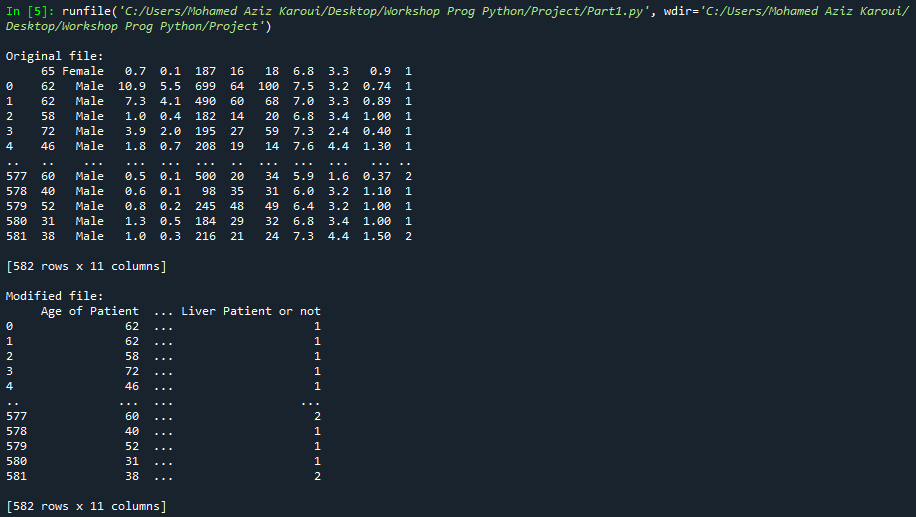 In [5]: runfile('C:/Users/Mohamed Aziz Karoui/Desktop/Workshop Prog Python/Project/Part1.py', wdir='C:/Users/Mohamed Aziz Karoui/
Desktop/Workshop Prog Python/Project')
Original file:
     65 Female   0.7  0.1  187  16   18  6.8  3.3   0.9  1
0    62   Male  10.9  5.5  699  64  100  7.5  3.2  0.74  1
1    62   Male   7.3  4.1  490  60   68  7.0  3.3  0.89  1
2    58   Male   1.0  0.4  182  14   20  6.8  3.4  1.00  1
3    72   Male   3.9  2.0  195  27   59  7.3  2.4  0.40  1
4    46   Male   1.8  0.7  208  19   14  7.6  4.4  1.30  1
..   ..    ...   ...  ...  ...  ..  ...  ...  ...   ... ..
577  60   Male   0.5  0.1  500  20   34  5.9  1.6  0.37  2
578  40   Male   0.6  0.1   98  35   31  6.0  3.2  1.10  1
579  52   Male   0.8  0.2  245  48   49  6.4  3.2  1.00  1
580  31   Male   1.3  0.5  184  29   32  6.8  3.4  1.00  1
581  38   Male   1.0  0.3  216  21   24  7.3  4.4  1.50  2
[582 rows x 11 columns]
Modified file:
     Age of Patient  ... Liver Patient or not
0                62  ...                    1
1                62  ...                    1
2                58  ...                    1
3                72  ...                    1
4                46  ...                    1
..              ...  ...                  ...
577              60  ...                    2
578              40  ...                    1
579              52  ...                    1
580              31  ...                    1
581              38  ...                    2
[582 rows x 11 columns]